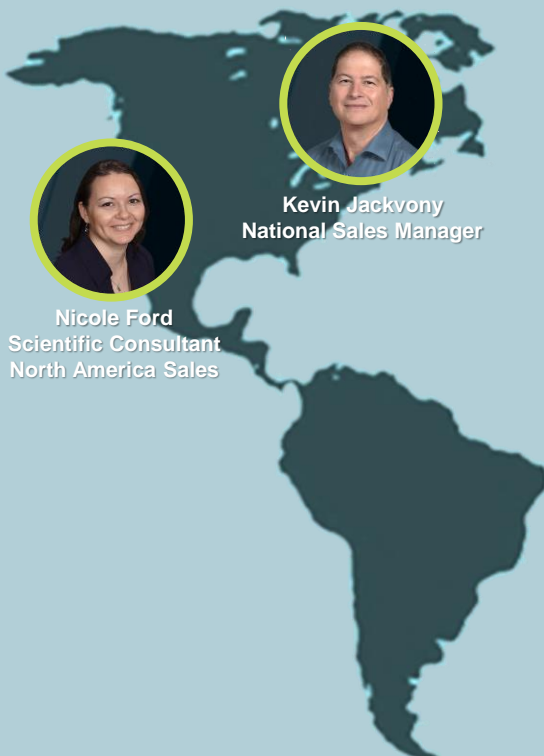 Kevin Jackvony
National Sales Manager
Nicole Ford
Scientific Consultant
North America Sales